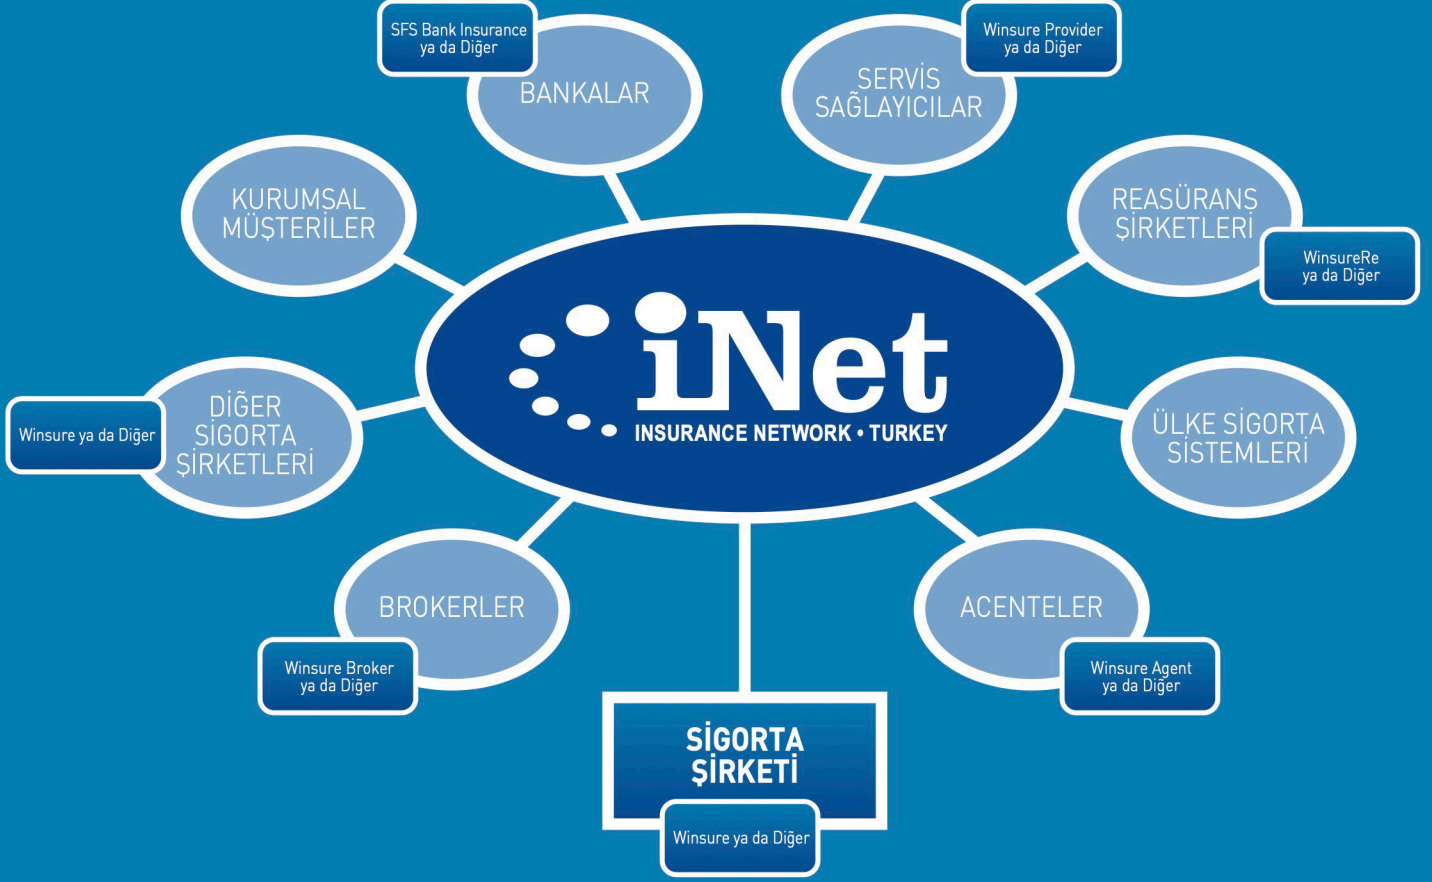 SFS Bank Insurance
ya da Diğer
BANKALAR
Winsure Provider
ya da Diğer
SERVİS
SAĞLAYICILAR
KURUMSAL
MÜŞTERİLER
REASÜRANS
ŞİRKETLERİ
WinsureRe
ya da Diğer
iNet
INSURANCE NETWORK • TURKEY
Winsure ya da Diğer
DİĞER
SİGORTA
ŞİRKETLERİ
ÜLKE SİGORTA
SİSTEMLERİ
BROKERLER
Winsure Broker
ya da Diğer
ACENTELER
Winsure Agent
ya da Diğer
SİGORTA
ŞİRKETİ
Winsure ya da Diğer